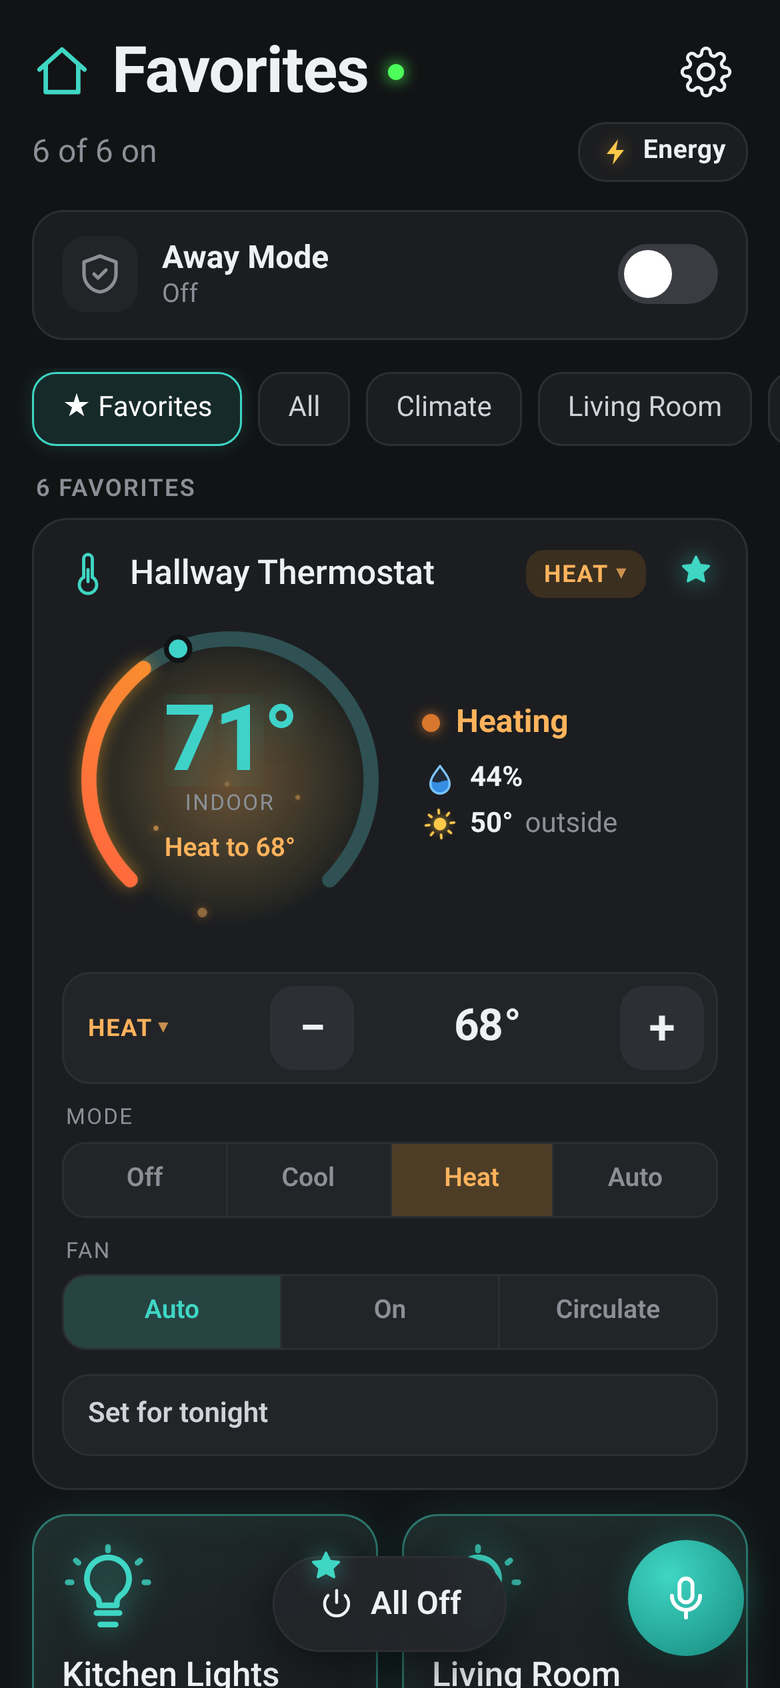 Favorites
6 of 6 on
Energy
Away Mode
Off
★ Favorites
All
Climate
Living Room
6 FAVORITES
Hallway Thermostat
HEAT ▾
71°
INDOOR
Heat to 68°
Heating
44%
50° outside
HEAT ▾
−
68°
+
MODE
Off
Cool
Heat
Auto
FAN
Auto
On
Circulate
Set for tonight
All Off
Kitchen Lights
Living Room